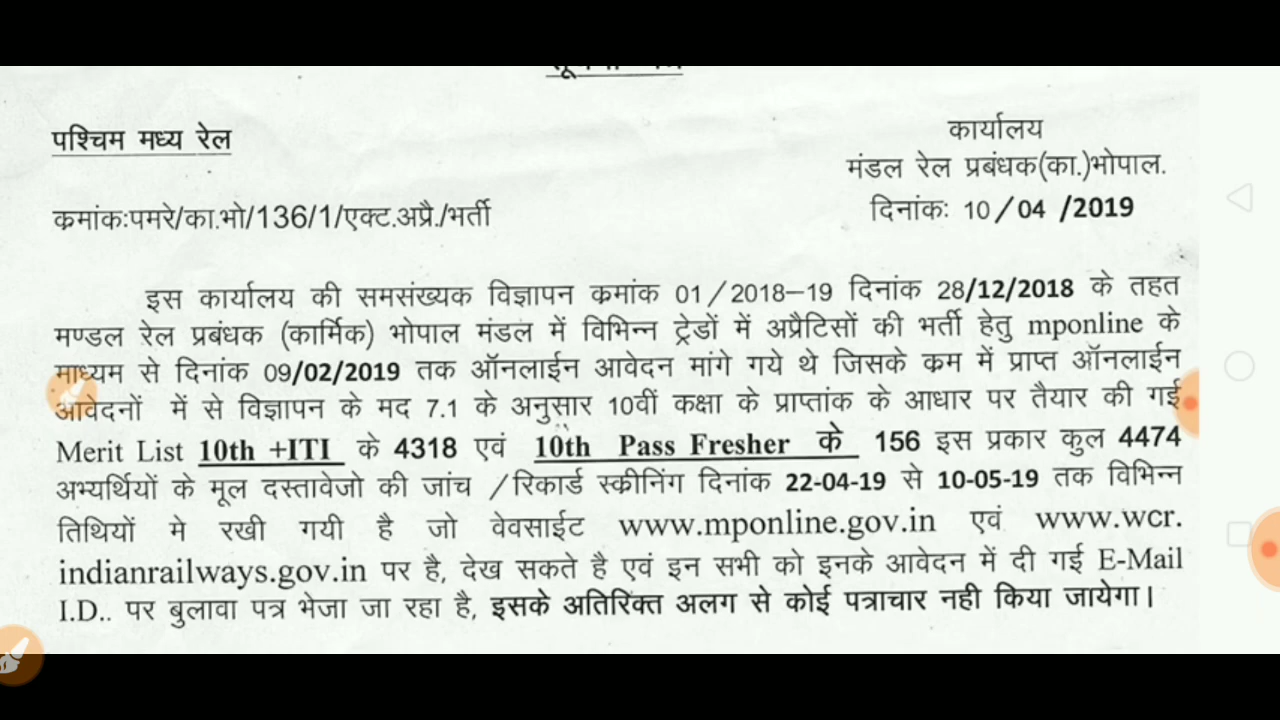 पश्चिम मध्य रेल
कार्यालय
मंडल रेल प्रबंधक(का.)भोपाल.
क्रमांकःपमरे/का.भो/136/1/एक्ट.अप्रै./भर्ती
दिनांकः 10/04 /2019
इस कार्यालय की समसंख्यक विज्ञापन क्रमांक 01/2018–19 दिनांक 28/12/2018 के तहत
मण्डल रेल प्रबंधक (कार्मिक) भोपाल मंडल में विभिन्न ट्रेडों में अप्रैटिसों की भर्ती हेतु mponline के
माध्यम से दिनांक 09/02/2019 तक ऑनलाईन आवेदन मांगे गये थे जिसके क्रम में प्राप्त ऑनलाईन
आवेदनों में से विज्ञापन के मद 7.1 के अनुसार 10वीं कक्षा के प्राप्तांक के आधार पर तैयार की गई
Merit List 10th +ITI के 4318 एवं 10th Pass Fresher के 156 इस प्रकार कुल 4474
अभ्यर्थियों के मूल दस्तावेजो की जांच /रिकार्ड स्क्रीनिंग दिनांक 22-04-19 से 10-05-19 तक विभिन्न
तिथियों मे रखी गयी है जो वेवसाईट www.mponline.gov.in एवं www.wcr.
indianrailways.gov.in पर है, देख सकते है एवं इन सभी को इनके आवेदन में दी गई E-Mail
I.D.. पर बुलावा पत्र भेजा जा रहा है, इसके अतिरिक्त अलग से कोई पत्राचार नही किया जायेगा।